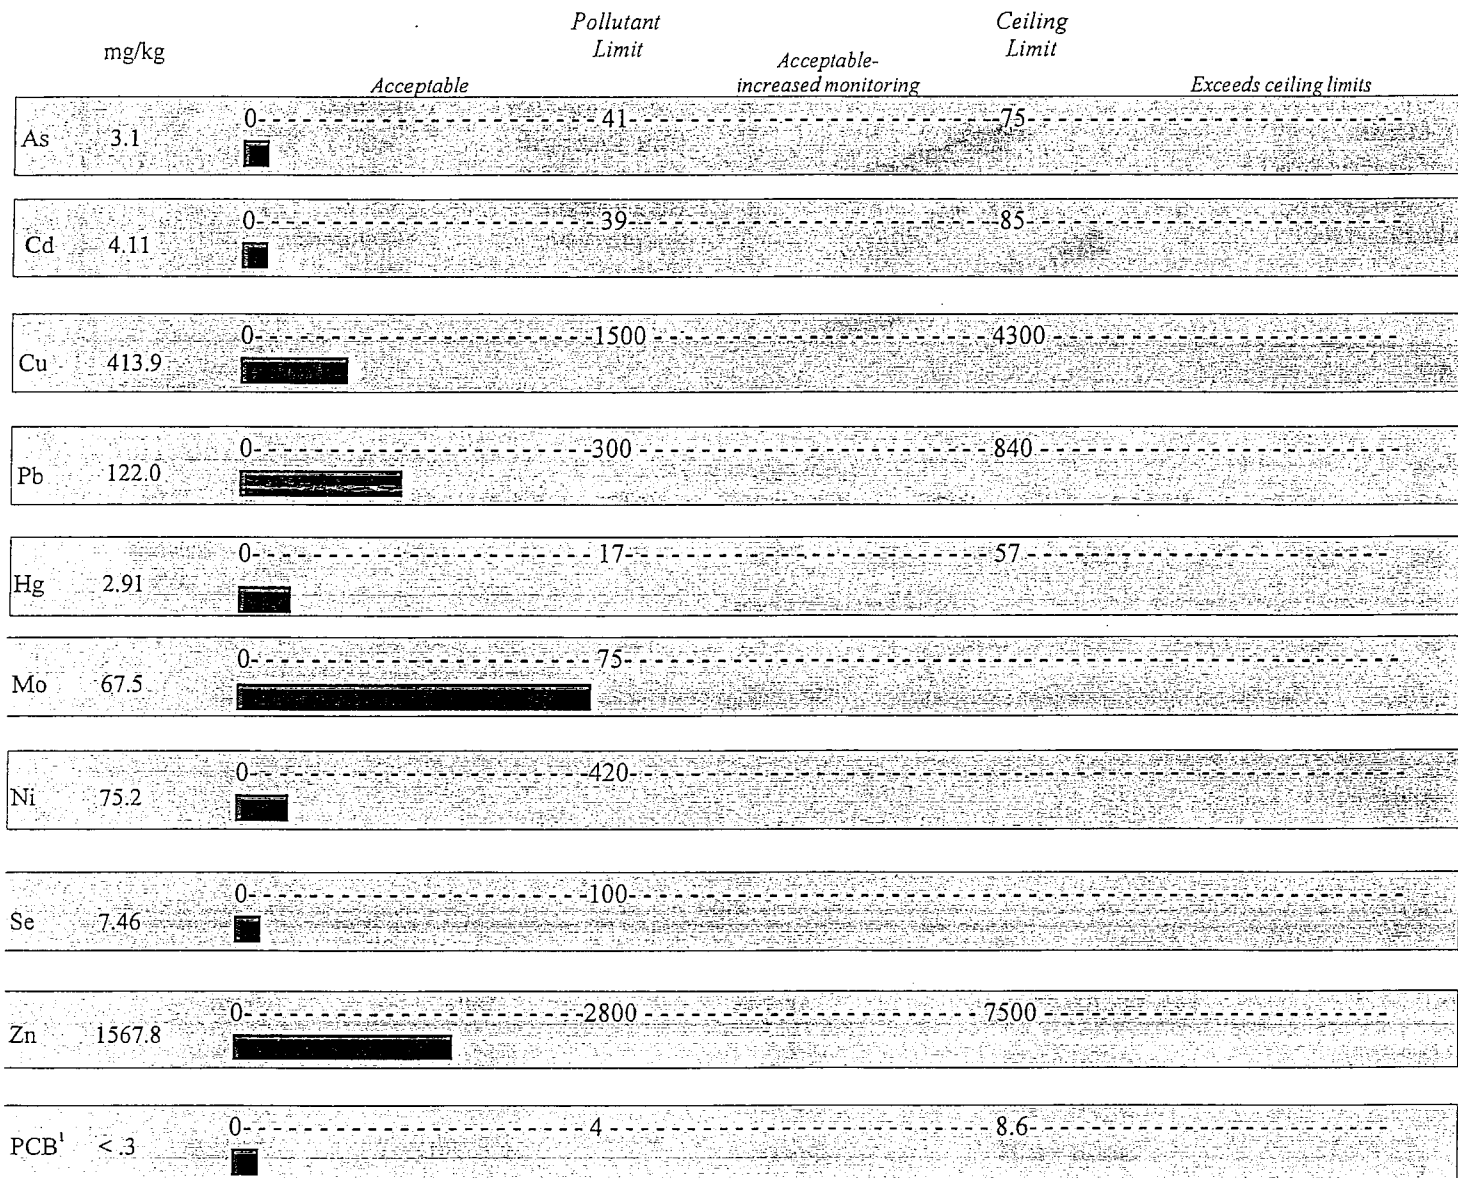 Pollutant Limit
Ceiling Limit
mg/kg
Acceptable
Acceptable-
increased monitoring
Exceeds ceiling limits
0 41 75
As 3.1
0 39 85
Cd 4.11
0 1500 4300
Cu 413.9
0 300 840
Pb 122.0
0 17 57
Hg 2.91
0 75
Mo 67.5
0 420
Ni 75.2
0 100
Se 7.46
0 2800 7500
Zn 1567.8
0 4 8.6
PCB¹ < .3